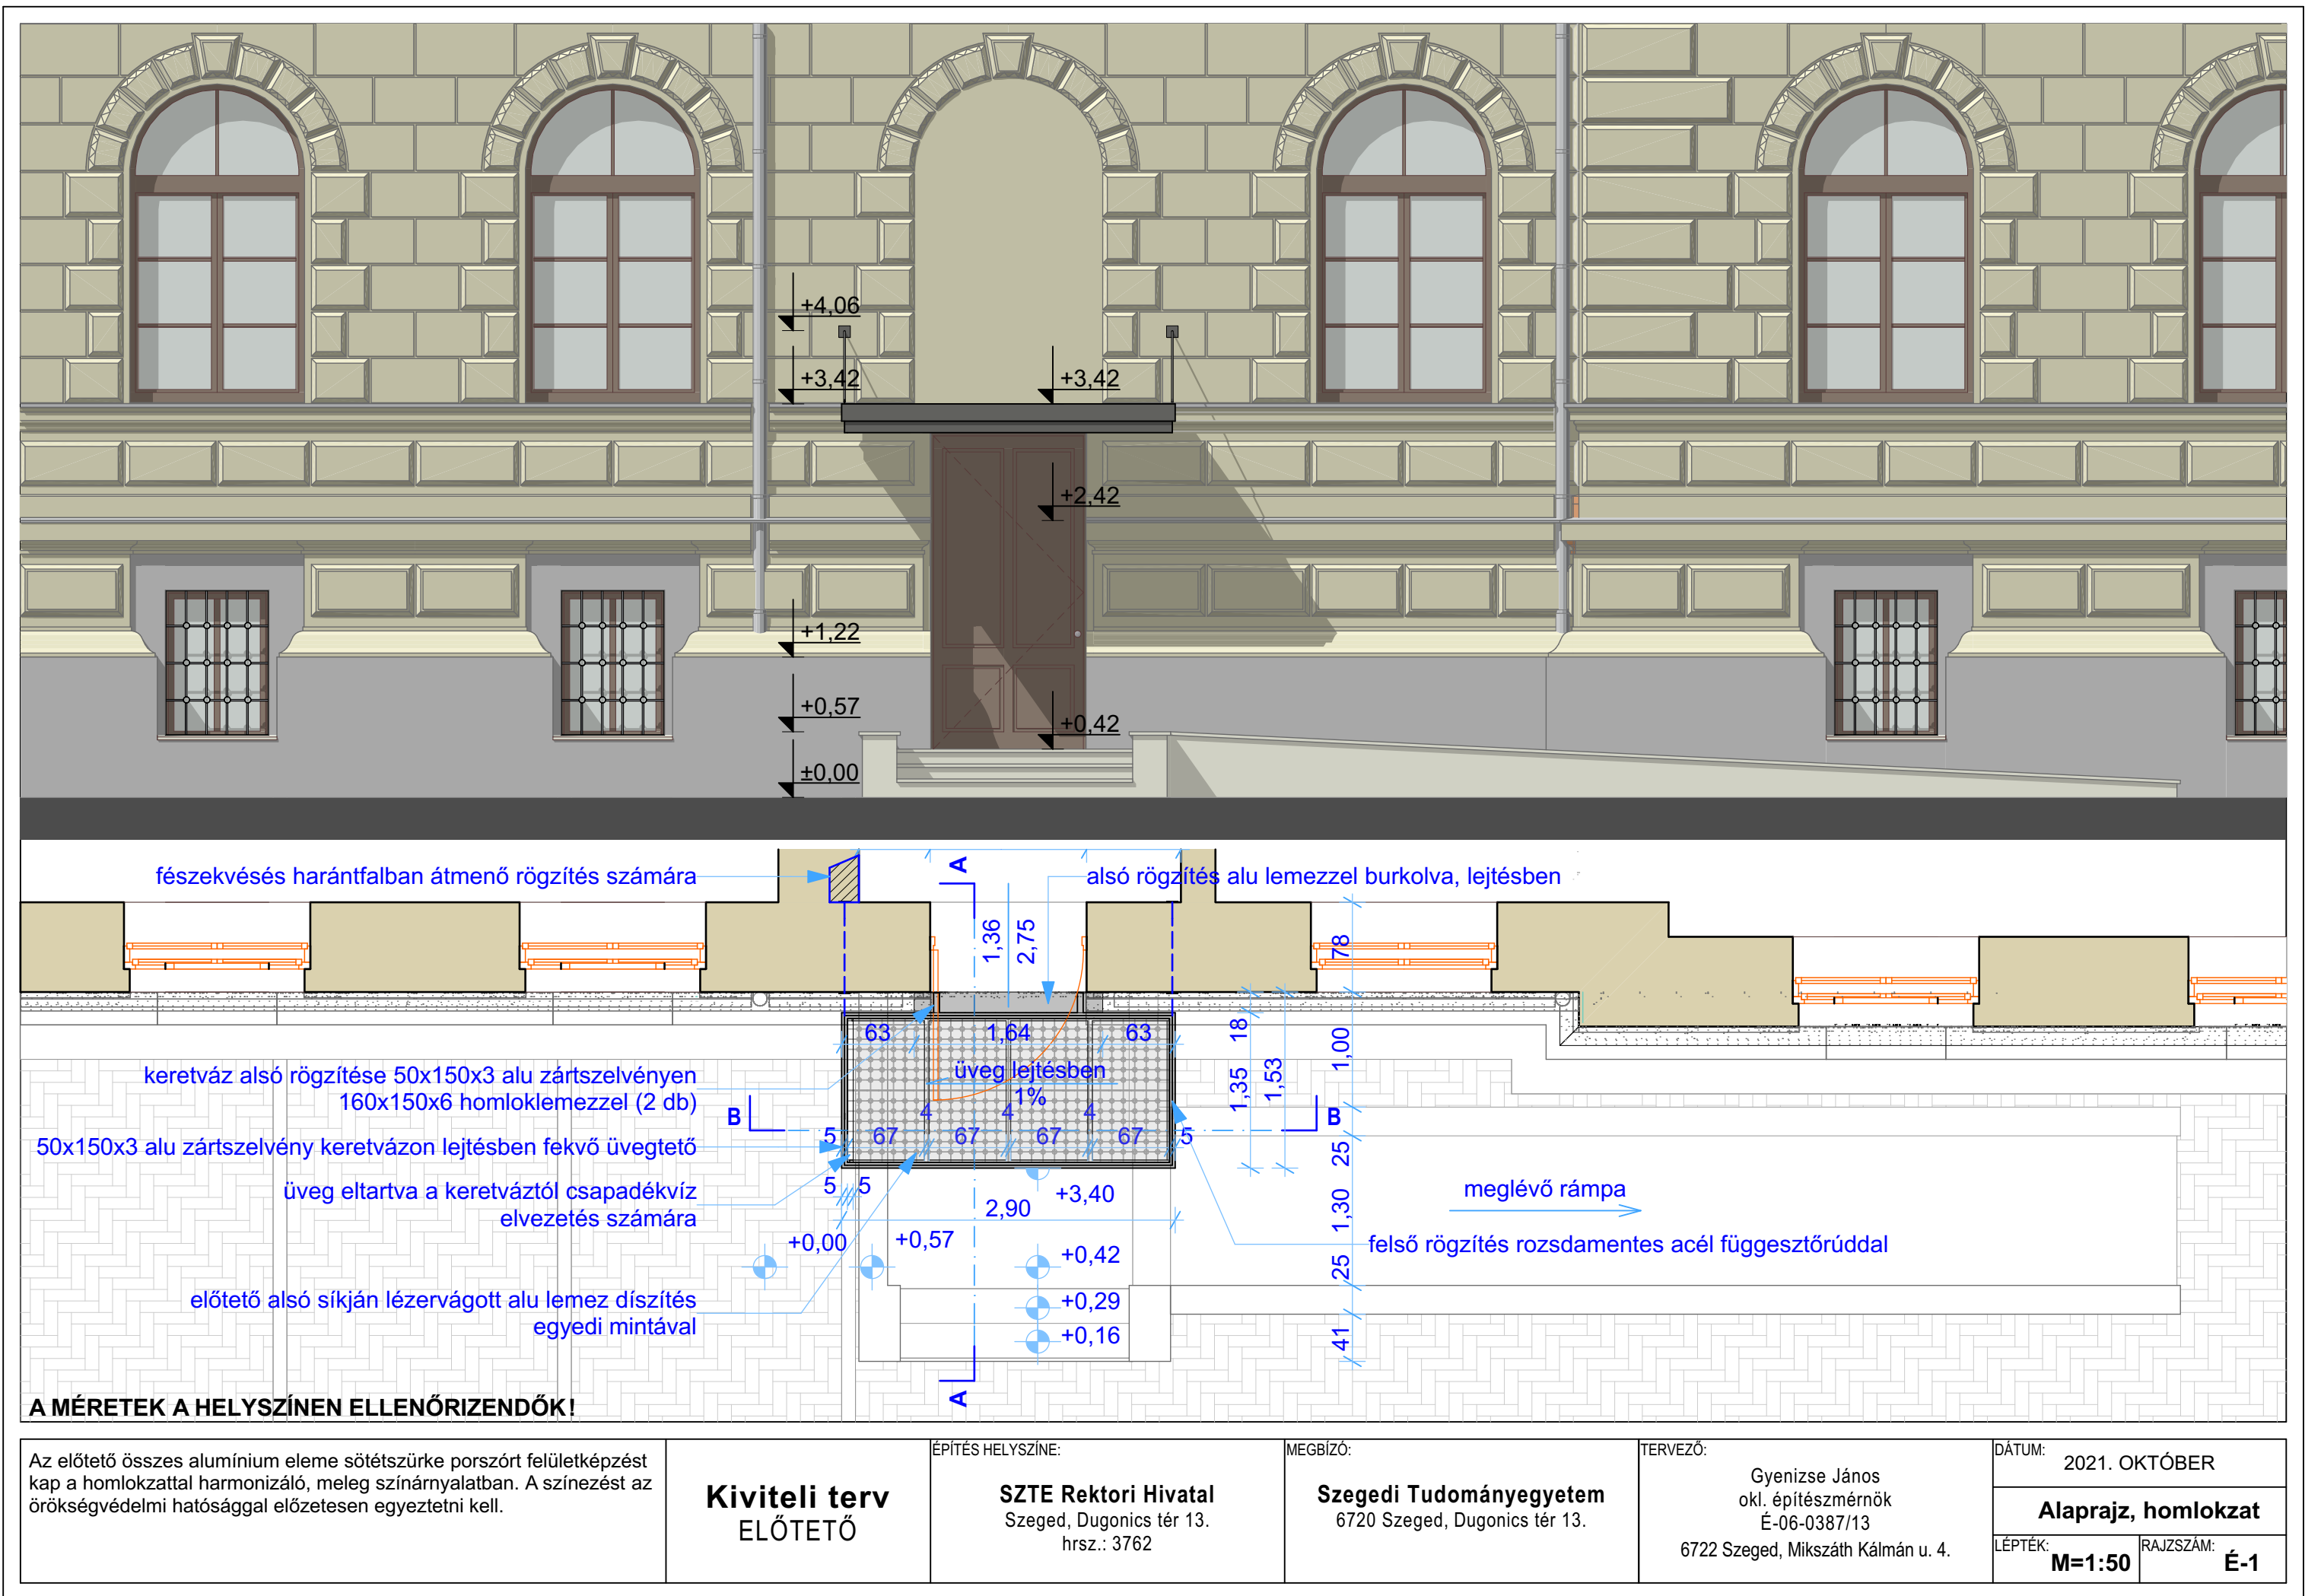 +4,06
+3,42
+3,42
+2,42
+1,22
+0,57
+0,42
±0,00
fészekvésés harántfalban átmenő rögzítés számára
A
alsó rögzítés alu lemezzel burkolva, lejtésben
1,36
2,75
78
63
1,64
63
18
1,00
üveg lejtésben
1%
1,35
1,53
keretváz alsó rögzítése 50x150x3 alu zártszelvényen
160x150x6 homloklemezzel (2 db)
B
4
4
4
B
5
67
67
67
67
5
25
50x150x3 alu zártszelvény keretvázon lejtésben fekvő üvegtető
üveg eltartva a keretváztól csapadékvíz
elvezetés számára
5
5
+3,40
2,90
1,30
meglévő rámpa
+0,00
+0,57
+0,42
25
felső rögzítés rozsdamentes acél függesztőrúddal
előtető alsó síkján lézervágott alu lemez díszítés
egyedi mintával
+0,29
+0,16
41
A
A MÉRETEK A HELYSZÍNEN ELLENŐRIZENDŐK!
Az előtető összes alumínium eleme sötétszürke porszórt felületképzést
kap a homlokzattal harmonizáló, meleg színárnyalatban. A színezést az
örökségvédelmi hatósággal előzetesen egyeztetni kell.
Kiviteli terv
ELŐTETŐ
ÉPÍTÉS HELYSZÍNE:
SZTE Rektori Hivatal
Szeged, Dugonics tér 13.
hrsz.: 3762
MEGBÍZÓ:
Szegedi Tudományegyetem
6720 Szeged, Dugonics tér 13.
TERVEZŐ:
Gyenizse János
okl. építészmérnök
É-06-0387/13
6722 Szeged, Mikszáth Kálmán u. 4.
DÁTUM:
2021. OKTÓBER
Alaprajz, homlokzat
LÉPTÉK:
M=1:50
RAJZSZÁM:
É-1